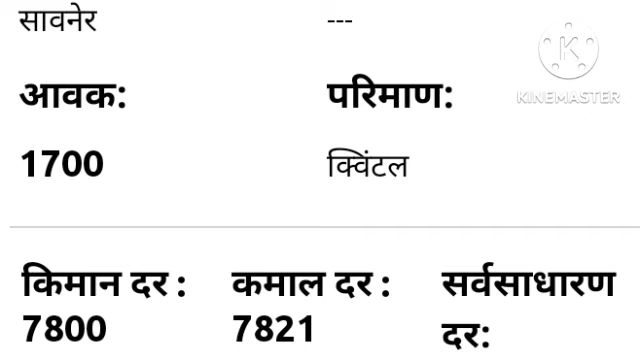 सावनेर ---
KINEMASTER
आवक: परिमाण:
1700 क्विंटल
किमान दर : कमाल दर : सर्वसाधारण
7800 7821 दर: